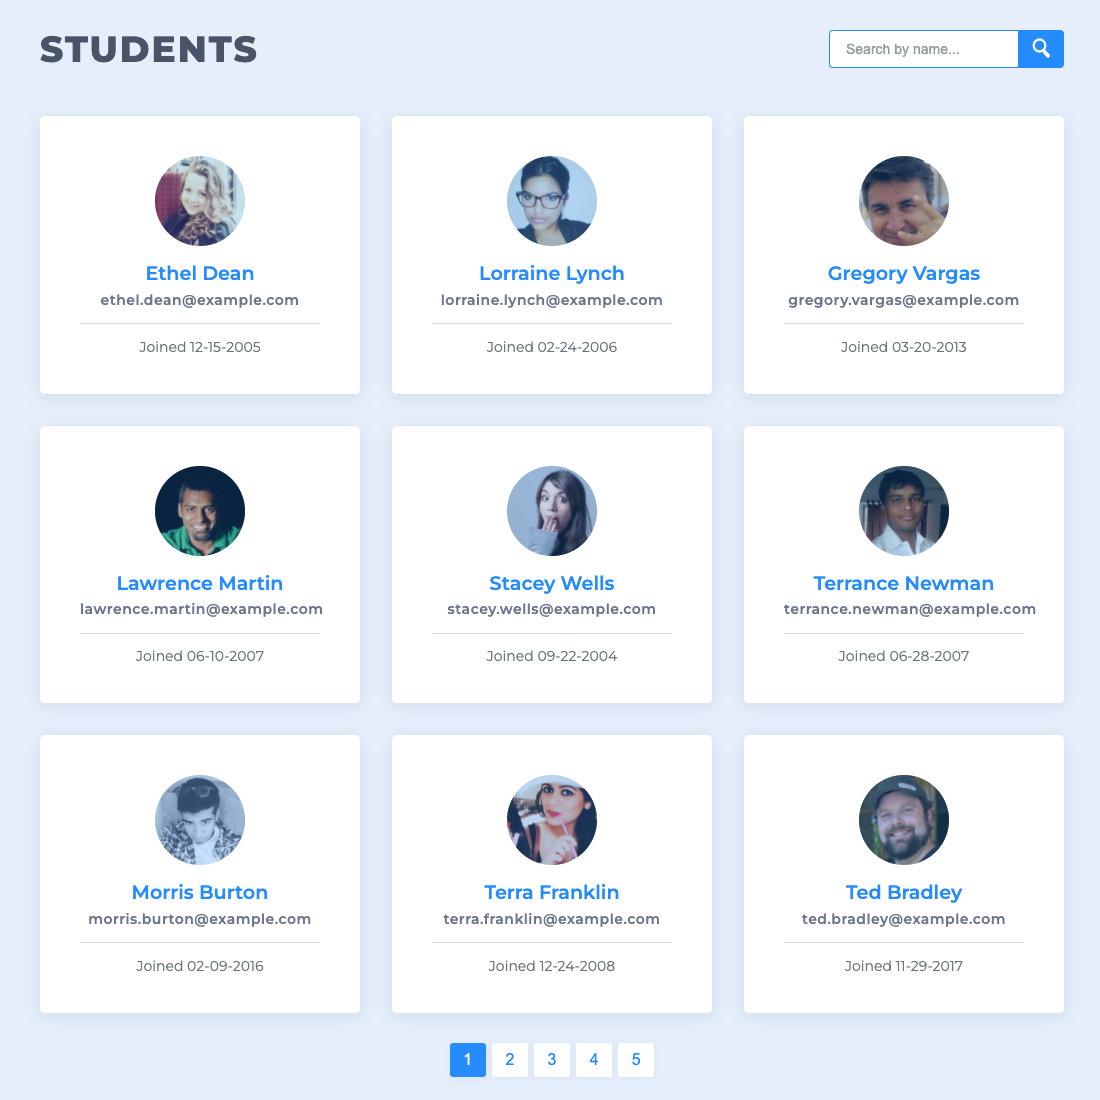 STUDENTS
Search by name...
Ethel Dean
ethel.dean@example.com
Joined 12-15-2005
Lorraine Lynch
lorraine.lynch@example.com
Joined 02-24-2006
Gregory Vargas
gregory.vargas@example.com
Joined 03-20-2013
Lawrence Martin
lawrence.martin@example.com
Joined 06-10-2007
Stacey Wells
stacey.wells@example.com
Joined 09-22-2004
Terrance Newman
terrance.newman@example.com
Joined 06-28-2007
Morris Burton
morris.burton@example.com
Joined 02-09-2016
Terra Franklin
terra.franklin@example.com
Joined 12-24-2008
Ted Bradley
ted.bradley@example.com
Joined 11-29-2017
1 2 3 4 5